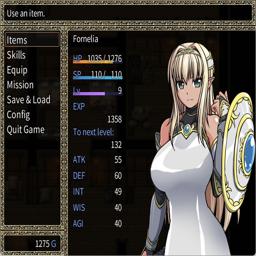 Use an item.
Items
Skills
Equip
Mission
Save & Load
Config
Quit Game
Fornelia
HP 1035 / 1276
SP 110 / 110
Lv 9
EXP
1358
To next level:
132
ATK 55
DEF 60
INT 49
WIS 40
AGI 40
1275 G